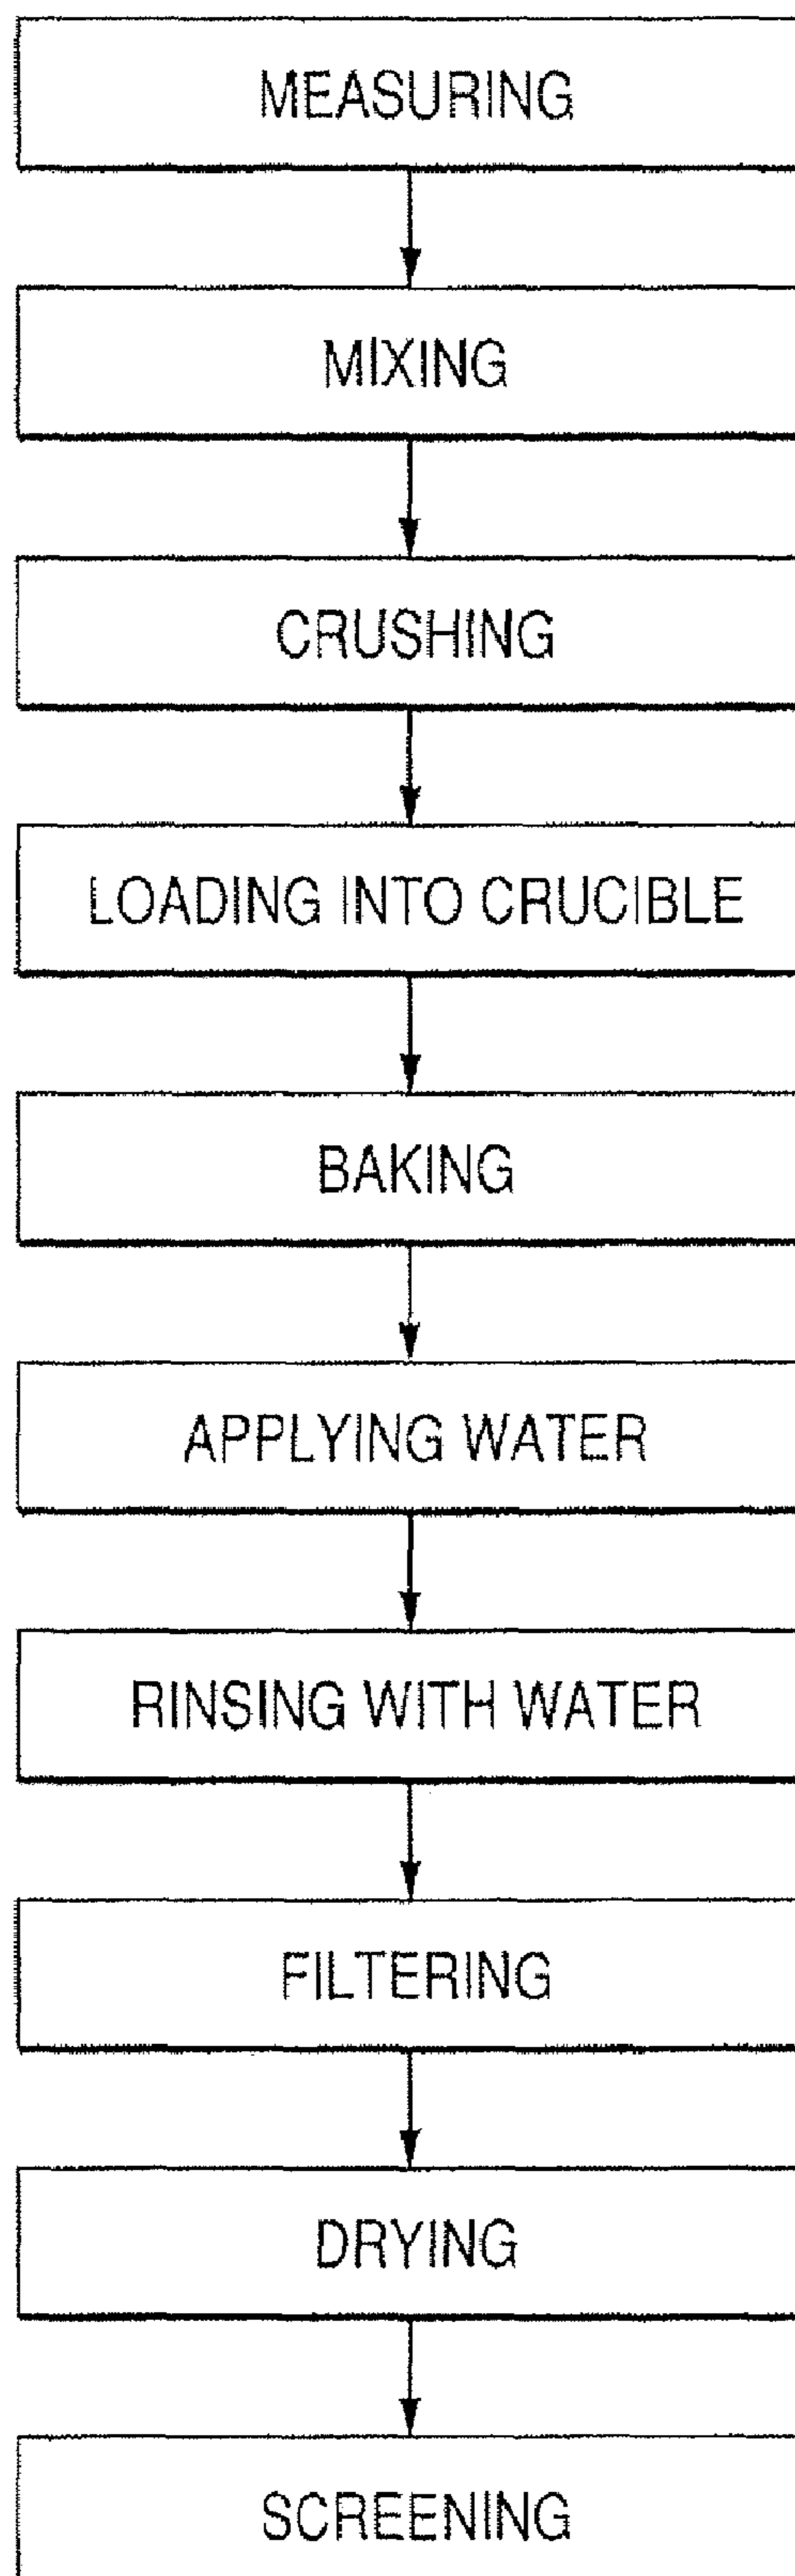 MEASURING
MIXING
CRUSHING
LOADING INTO CRUCIBLE
BAKING
APPLYING WATER
RINSING WITH WATER
FILTERING
DRYING
SCREENING